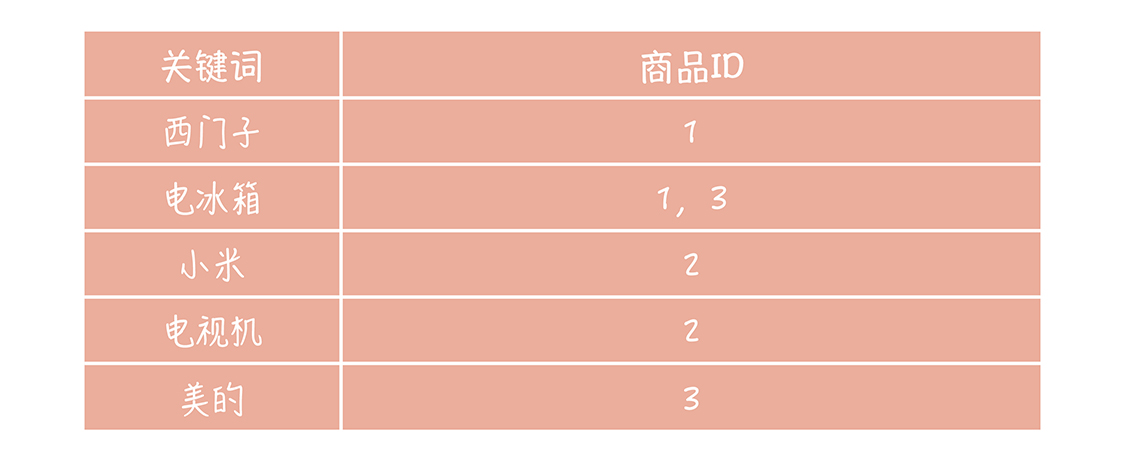 关键词 商品ID
西门子 1
电冰箱 1，3
小米 2
电视机 2
美的 3